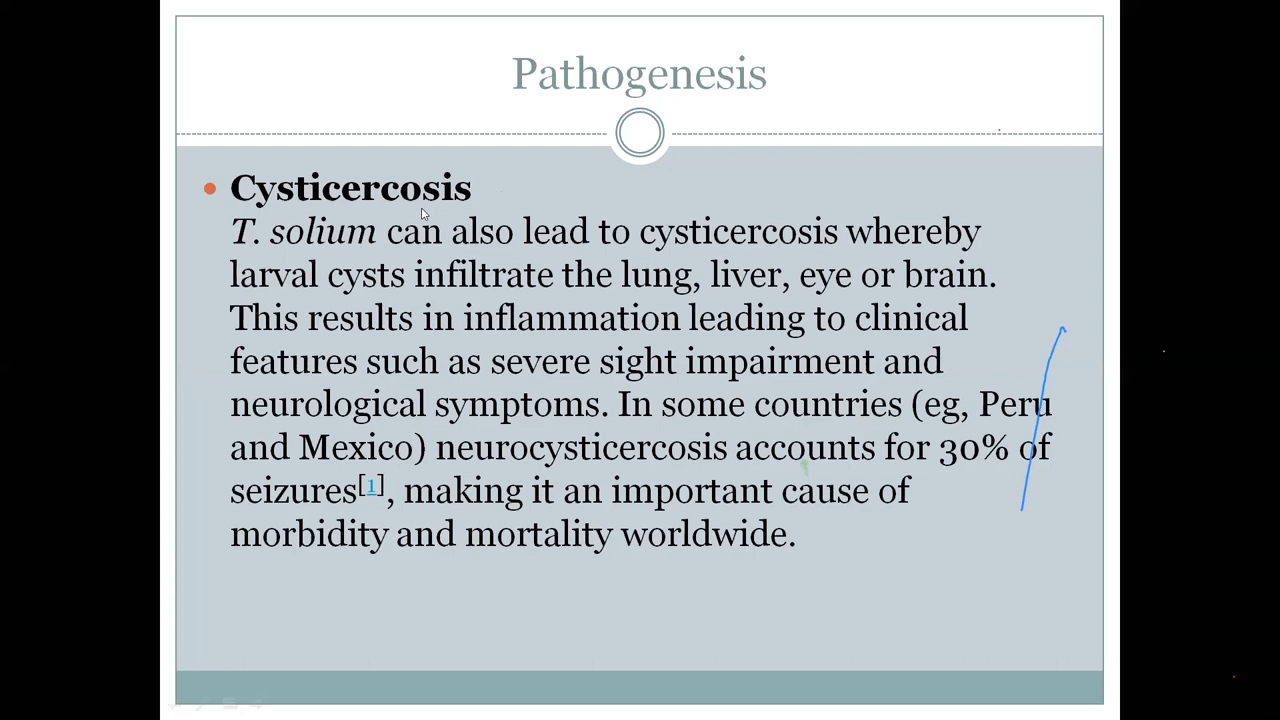 Pathogenesis
Cysticercosis
T. solium can also lead to cysticercosis whereby
larval cysts infiltrate the lung, liver, eye or brain.
This results in inflammation leading to clinical
features such as severe sight impairment and
neurological symptoms. In some countries (eg, Peru
and Mexico) neurocysticercosis accounts for 30% of
seizures[1], making it an important cause of
morbidity and mortality worldwide.